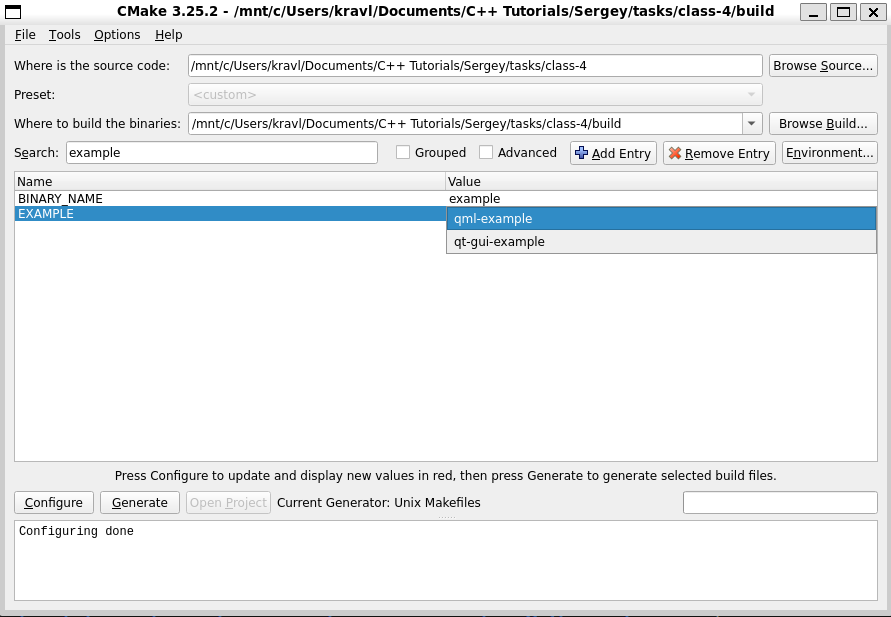 CMake 3.25.2 - /mnt/c/Users/kravl/Documents/C++ Tutorials/Sergey/tasks/class-4/build
File Tools Options Help
Where is the source code: /mnt/c/Users/kravl/Documents/C++ Tutorials/Sergey/tasks/class-4 Browse Source...
Preset: <custom>
Where to build the binaries: /mnt/c/Users/kravl/Documents/C++ Tutorials/Sergey/tasks/class-4/build Browse Build...
Search: example Grouped Advanced Add Entry Remove Entry Environment...
Name Value
BINARY_NAME example
EXAMPLE qml-example
qt-gui-example
Press Configure to update and display new values in red, then press Generate to generate selected build files.
Configure Generate Open Project Current Generator: Unix Makefiles
Configuring done